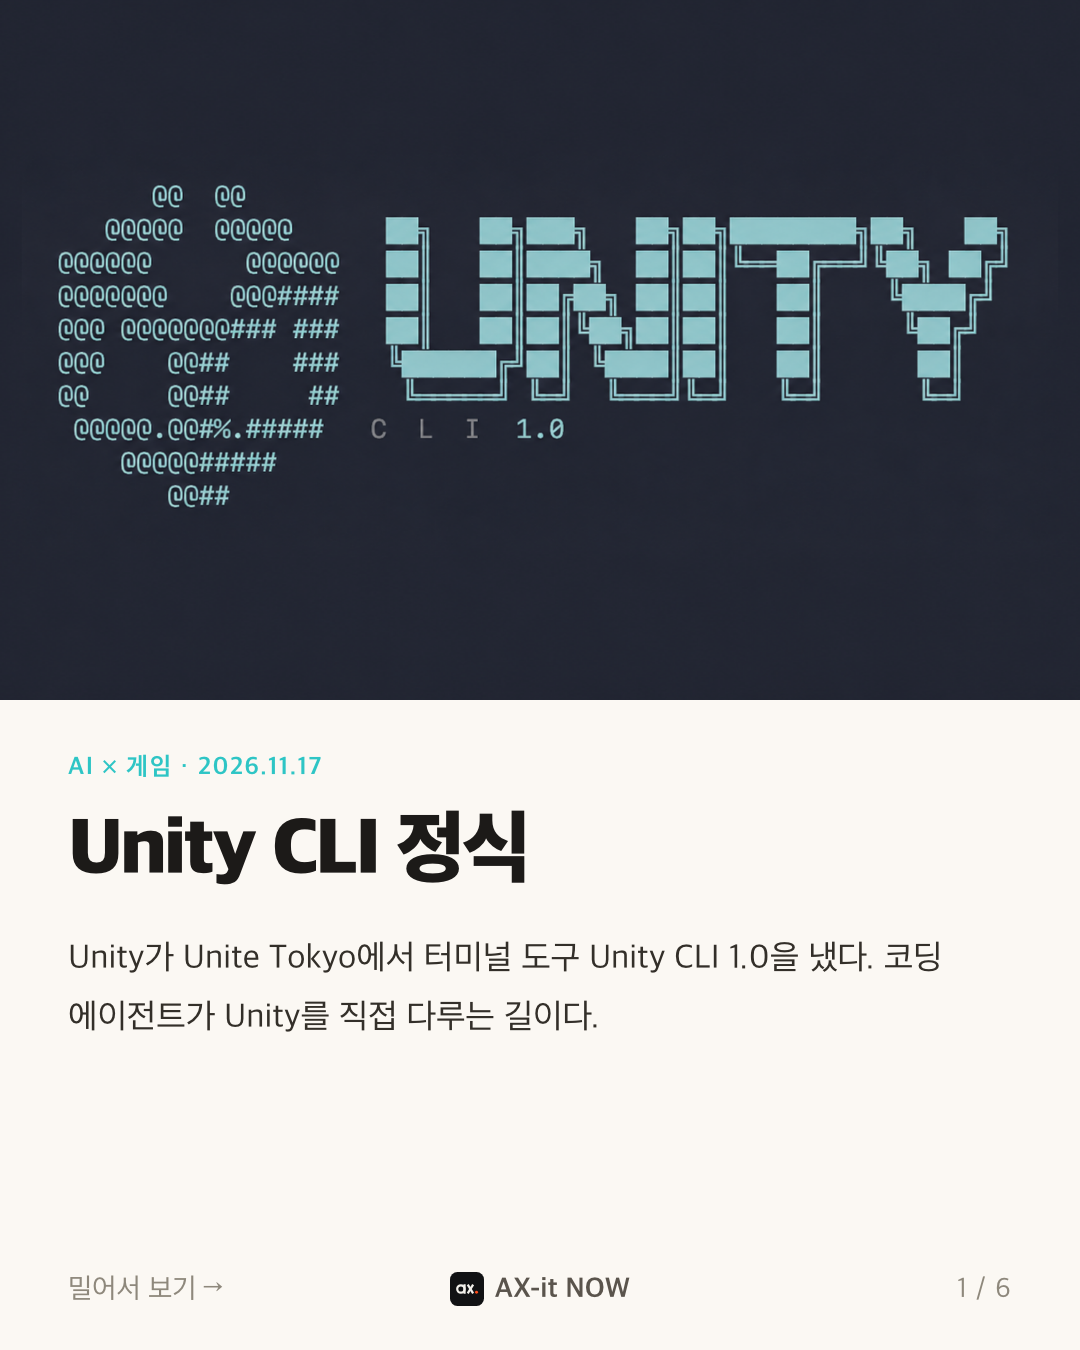 UNITY
C L I 1.0
AI × 게임 · 2026.11.17
Unity CLI 정식
Unity가 Unite Tokyo에서 터미널 도구 Unity CLI 1.0을 냈다. 코딩
에이전트가 Unity를 직접 다루는 길이다.
밀어서 보기 →
ax.
AX-it NOW
1 / 6